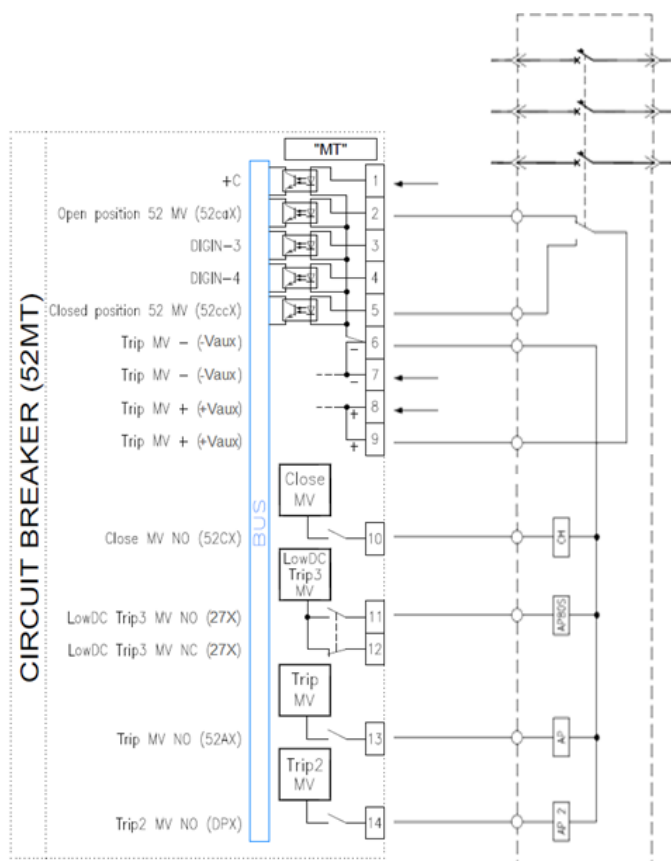 "MT"
+C
1
Open position 52 MV (52caX)
2
DIGIN-3
3
DIGIN-4
4
Closed position 52 MV (52ccX)
5
Trip MV - (-Vaux)
6
-
Trip MV - (-Vaux)
7
-
Trip MV + (+Vaux)
8
+
Trip MV + (+Vaux)
9
+
CIRCUIT BREAKER (52MT)
BUS
Close
MV
Close MV NO (52CX)
10
CH
LowDC
Trip3
MV
LowDC Trip3 MV NO (27X)
11
APBOS
LowDC Trip3 MV NC (27X)
12
Trip
MV
Trip MV NO (52AX)
13
AP
Trip2
MV
Trip2 MV NO (DPX)
14
AP 2